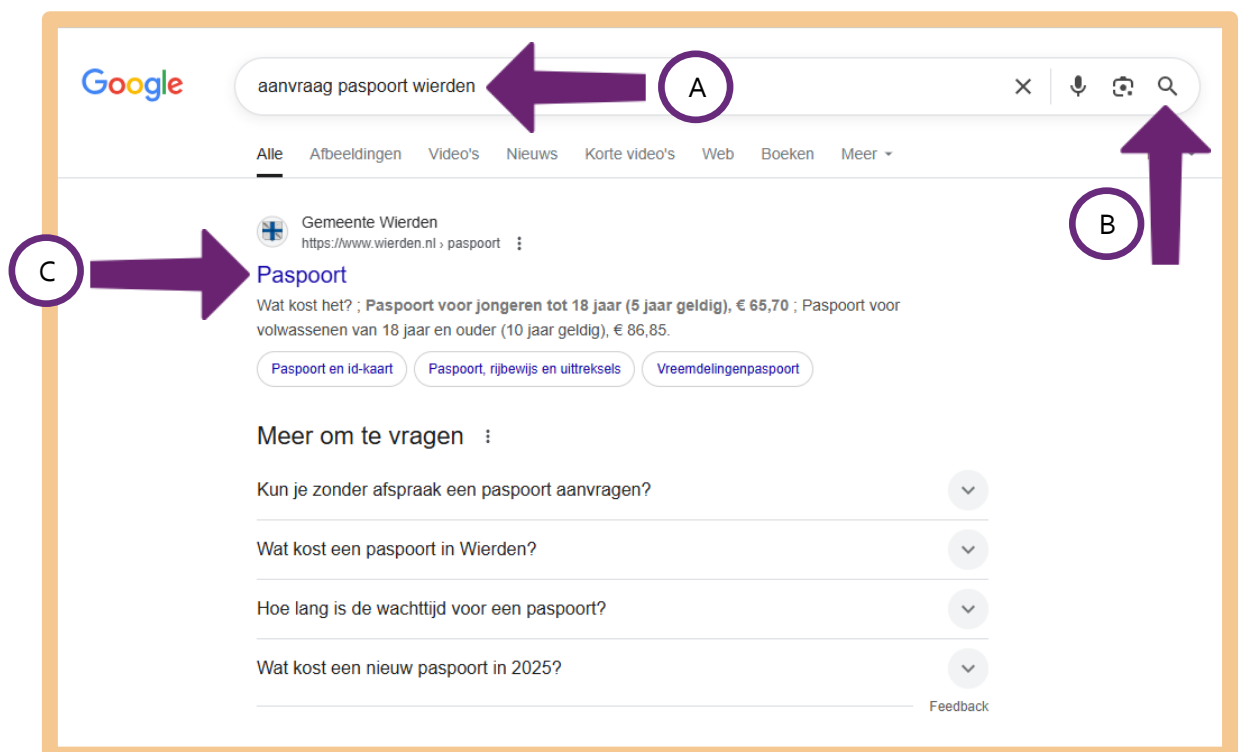 Google
aanvraag paspoort wierden
A
Alle Afbeeldingen Video's Nieuws Korte video's Web Boeken Meer
B
Gemeente Wierden
https://www.wierden.nl › paspoort
C
Paspoort
Wat kost het? ; Paspoort voor jongeren tot 18 jaar (5 jaar geldig), € 65,70 ; Paspoort voor
volwassenen van 18 jaar en ouder (10 jaar geldig), € 86,85.
Paspoort en id-kaart Paspoort, rijbewijs en uittreksels Vreemdelingenpaspoort
Meer om te vragen
Kun je zonder afspraak een paspoort aanvragen?
Wat kost een paspoort in Wierden?
Hoe lang is de wachttijd voor een paspoort?
Wat kost een nieuw paspoort in 2025?
Feedback